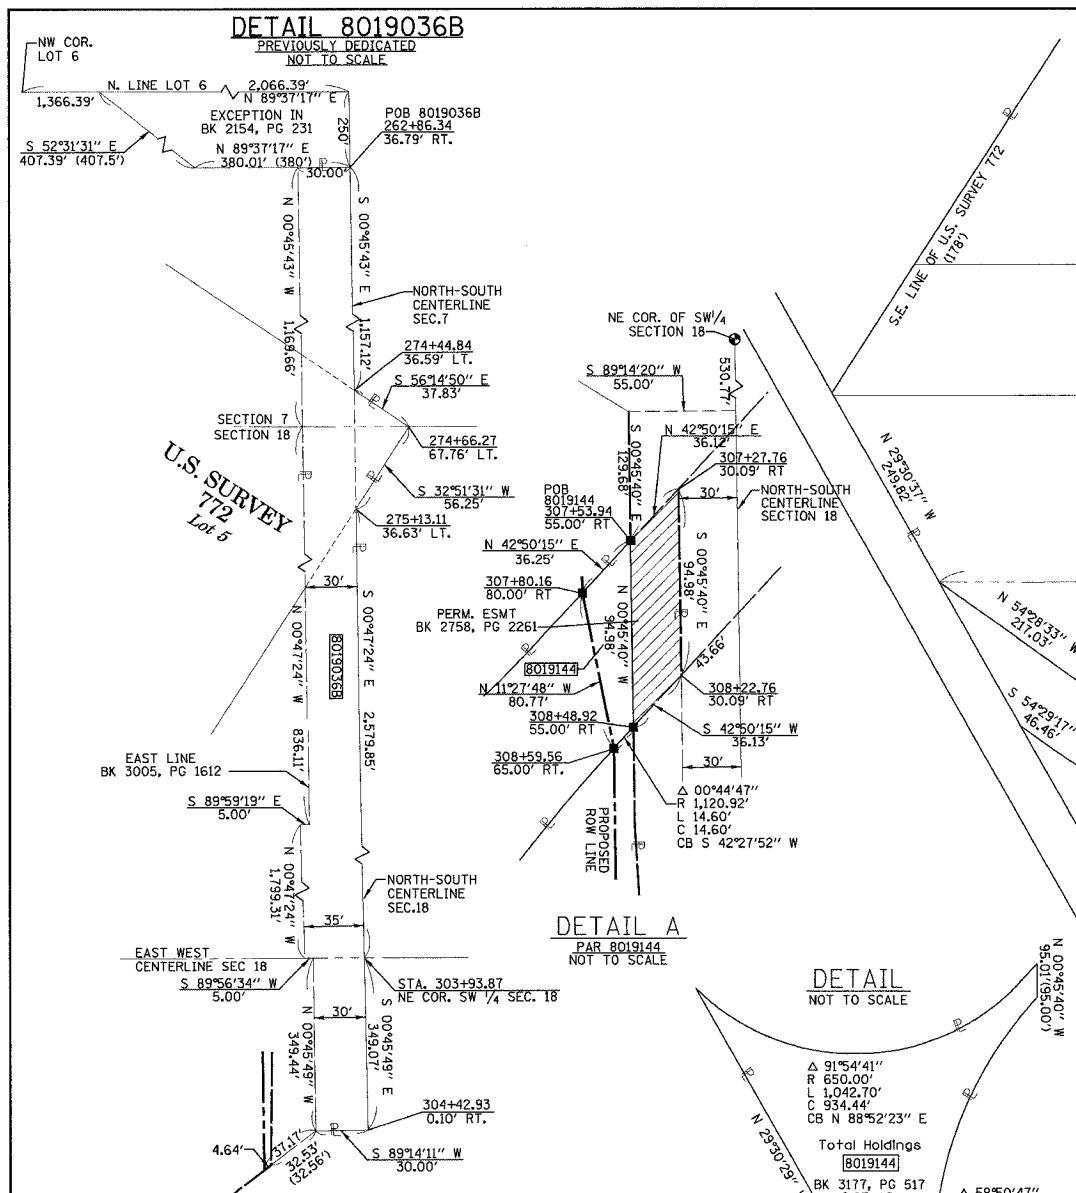 DETAIL 8019036B
PREVIOUSLY DEDICATED
NOT TO SCALE
NW COR.
LOT 6
N. LINE LOT 6
2,066.39'
N 89°37'17" E
1,366.39'
EXCEPTION IN
BK 2154, PG 231
250'
POB 8019036B
262+86.34
36.79' RT.
S 52°31'31" E
407.39' (407.5')
N 89°37'17" E
380.01' (380')
30.00'
N 00°45'43" W
1,169.66'
S 00°45'43" E
1,157.12'
NORTH-SOUTH
CENTERLINE
SEC.7
274+44.84
36.59' LT.
S 56°14'50" E
37.83'
SECTION 7
SECTION 18
274+66.27
67.76' LT.
U.S. SURVEY
772
Lot 5
S 32°51'31" W
56.25'
275+13.11
36.63' LT.
30'
N 00°47'24" W
836.11'
8019036B
S 00°47'24" E
2,579.85'
EAST LINE
BK 3005, PG 1612
S 89°59'19" E
5.00'
N 00°47'24" W
1,799.31'
NORTH-SOUTH
CENTERLINE
SEC.18
35'
EAST WEST
CENTERLINE SEC 18
S 89°56'34" W
5.00'
STA. 303+93.87
NE COR. SW 1/4 SEC. 18
30'
N 00°45'49" W
349.44'
S 00°45'49" E
349.07'
304+42.93
0.10' RT.
4.64'
37.17'
32.53'
(32.56')
S 89°14'11" W
30.00'
NE COR. OF SW1/4
SECTION 18
S 89°14'20" W
55.00'
530.77'
S 00°45'40" E
129.68'
N 42°50'15" E
36.12'
307+27.76
30.09' RT
30'
NORTH-SOUTH
CENTERLINE
SECTION 18
POB
8019144
307+53.94
55.00' RT
N 42°50'15" E
36.25'
307+80.16
80.00' RT
PERM. ESMT
BK 2758, PG 2261
N 00°45'40" W
94.98'
S 00°45'40" E
94.98'
8019144
43.66'
N 11°27'48" W
80.77'
308+22.76
30.09' RT
308+48.92
55.00' RT
S 42°50'15" W
36.13'
308+59.56
65.00' RT.
30'
△ 00°44'47"
R 1,120.92'
L 14.60'
C 14.60'
CB S 42°27'52" W
PROPOSED
ROW LINE
DETAIL A
PAR 8019144
NOT TO SCALE
S.E. LINE OF U.S. SURVEY 772
(178')
N 29°30'37" W
249.82'
N 54°28'33" W
217.03'
S 54°29'17"
46.46'
DETAIL
NOT TO SCALE
N 00°45'40" W
95.01'(95.00')
△ 91°54'41"
R 650.00'
L 1,042.70'
C 934.44'
CB N 88°52'23" E
N 29°30'29"
Total Holdings
8019144
BK 3177, PG 517
△ 58°50'47"